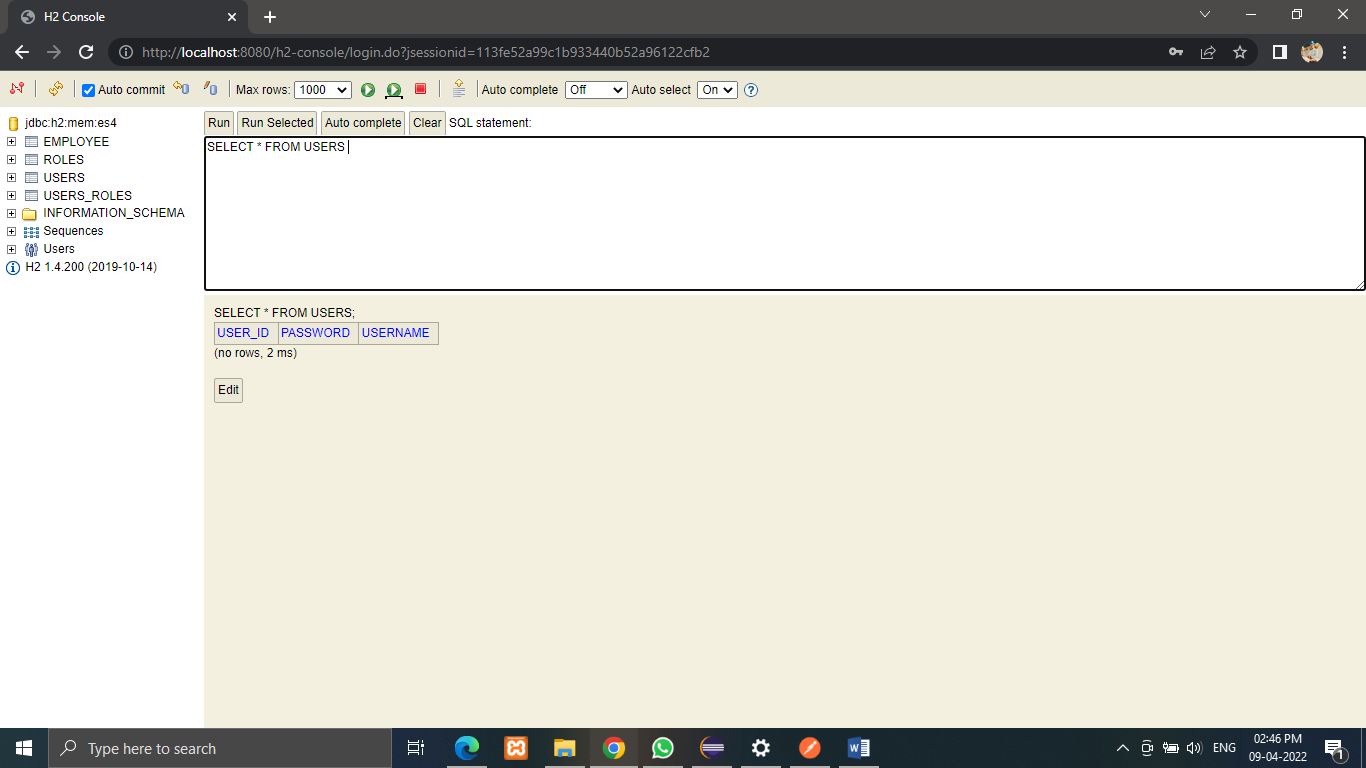 H2 Console
http://localhost:8080/h2-console/login.do?jsessionid=113fe52a99c1b933440b52a96122cfb2
Auto commit Max rows: 1000 Auto complete Off Auto select On
jdbc:h2:mem:es4
EMPLOYEE
ROLES
USERS
USERS_ROLES
INFORMATION_SCHEMA
Sequences
Users
H2 1.4.200 (2019-10-14)
Run Run Selected Auto complete Clear SQL statement:
SELECT * FROM USERS
SELECT * FROM USERS;
USER_ID PASSWORD USERNAME
(no rows, 2 ms)
Edit
Type here to search
ENG
02:46 PM
09-04-2022
1